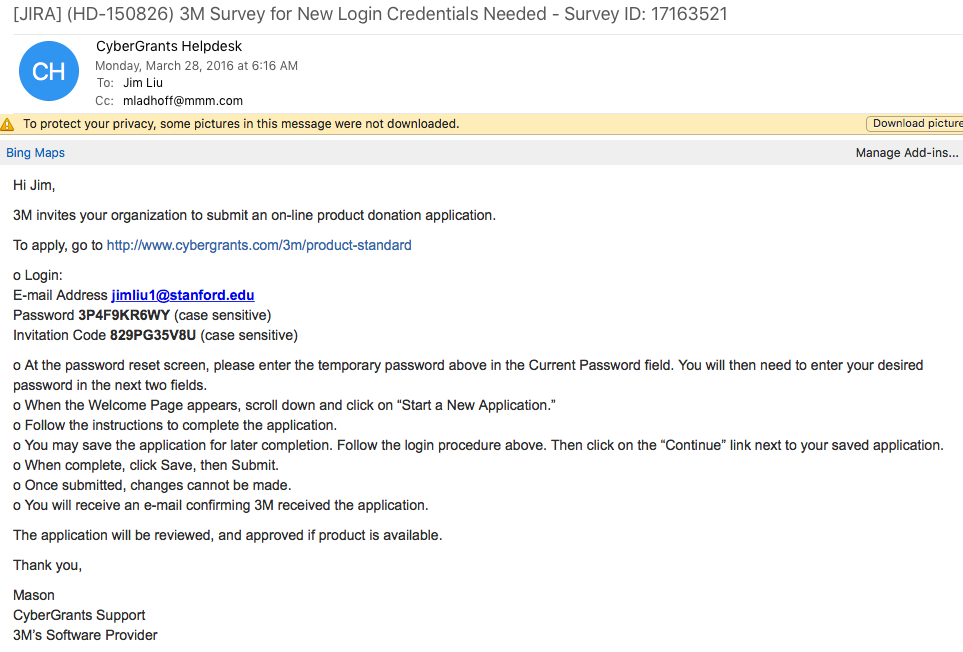 [JIRA] (HD-150826) 3M Survey for New Login Credentials Needed - Survey ID: 17163521
CH
CyberGrants Helpdesk
Monday, March 28, 2016 at 6:16 AM
To: Jim Liu
Cc: mladhoff@mmm.com
To protect your privacy, some pictures in this message were not downloaded.
Download picture
Bing Maps
Manage Add-ins...
Hi Jim,
3M invites your organization to submit an on-line product donation application.
To apply, go to http://www.cybergrants.com/3m/product-standard
o Login:
E-mail Address jimliu1@stanford.edu
Password 3P4F9KR6WY (case sensitive)
Invitation Code 829PG35V8U (case sensitive)
o At the password reset screen, please enter the temporary password above in the Current Password field. You will then need to enter your desired
password in the next two fields.
o When the Welcome Page appears, scroll down and click on “Start a New Application.”
o Follow the instructions to complete the application.
o You may save the application for later completion. Follow the login procedure above. Then click on the “Continue” link next to your saved application.
o When complete, click Save, then Submit.
o Once submitted, changes cannot be made.
o You will receive an e-mail confirming 3M received the application.
The application will be reviewed, and approved if product is available.
Thank you,
Mason
CyberGrants Support
3M’s Software Provider